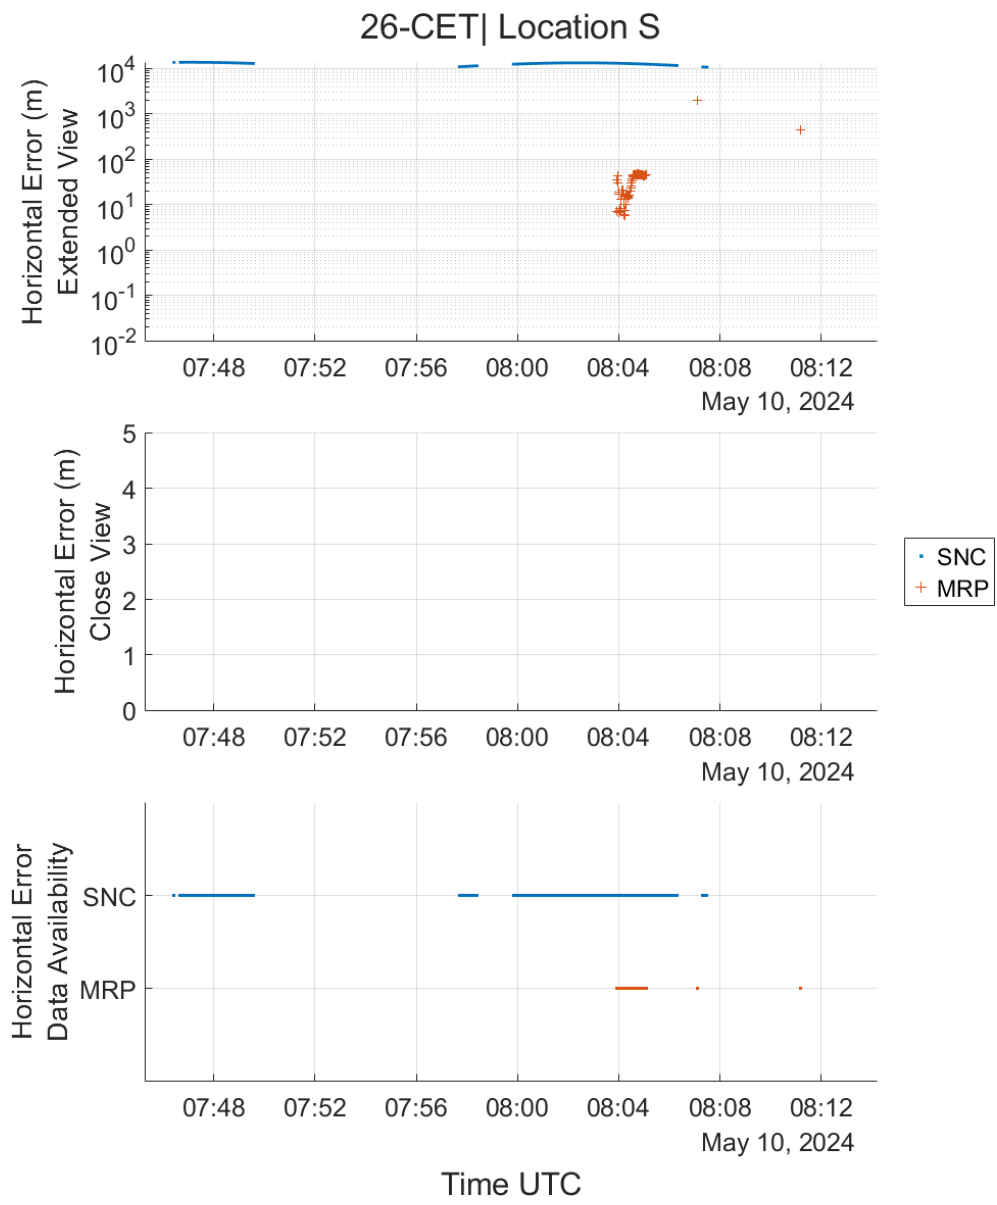 26-CET| Location S
Horizontal Error (m)
Extended View
10^4
10^3
10^2
10^1
10^0
10^-1
10^-2
07:48 07:52 07:56 08:00 08:04 08:08 08:12
May 10, 2024
Horizontal Error (m)
Close View
5
4
3
2
1
0
07:48 07:52 07:56 08:00 08:04 08:08 08:12
May 10, 2024
SNC
MRP
Horizontal Error
Data Availability
SNC
MRP
07:48 07:52 07:56 08:00 08:04 08:08 08:12
May 10, 2024
Time UTC